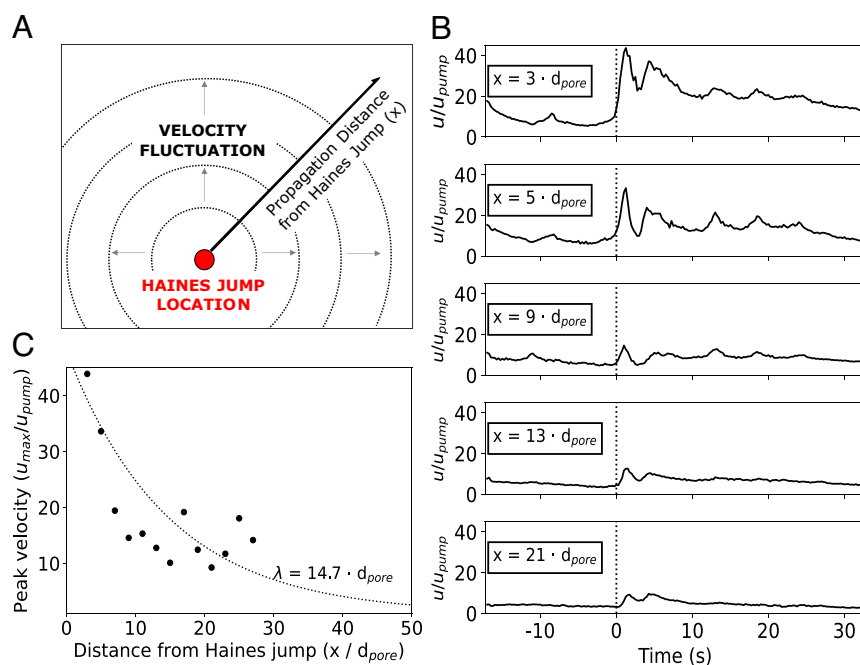 A
VELOCITY
FLUCTUATION
Propagation Distance
from Haines Jump (x)
HAINES JUMP
LOCATION
B
u/u_pump
40
20
0
x = 3 · d_pore
u/u_pump
40
20
0
x = 5 · d_pore
u/u_pump
40
20
0
x = 9 · d_pore
u/u_pump
40
20
0
x = 13 · d_pore
u/u_pump
40
20
0
x = 21 · d_pore
-10 0 10 20 30
Time (s)
C
Peak velocity (u_max/u_pump)
40
30
20
10
λ = 14.7 · d_pore
0 10 20 30 40 50
Distance from Haines jump (x / d_pore)